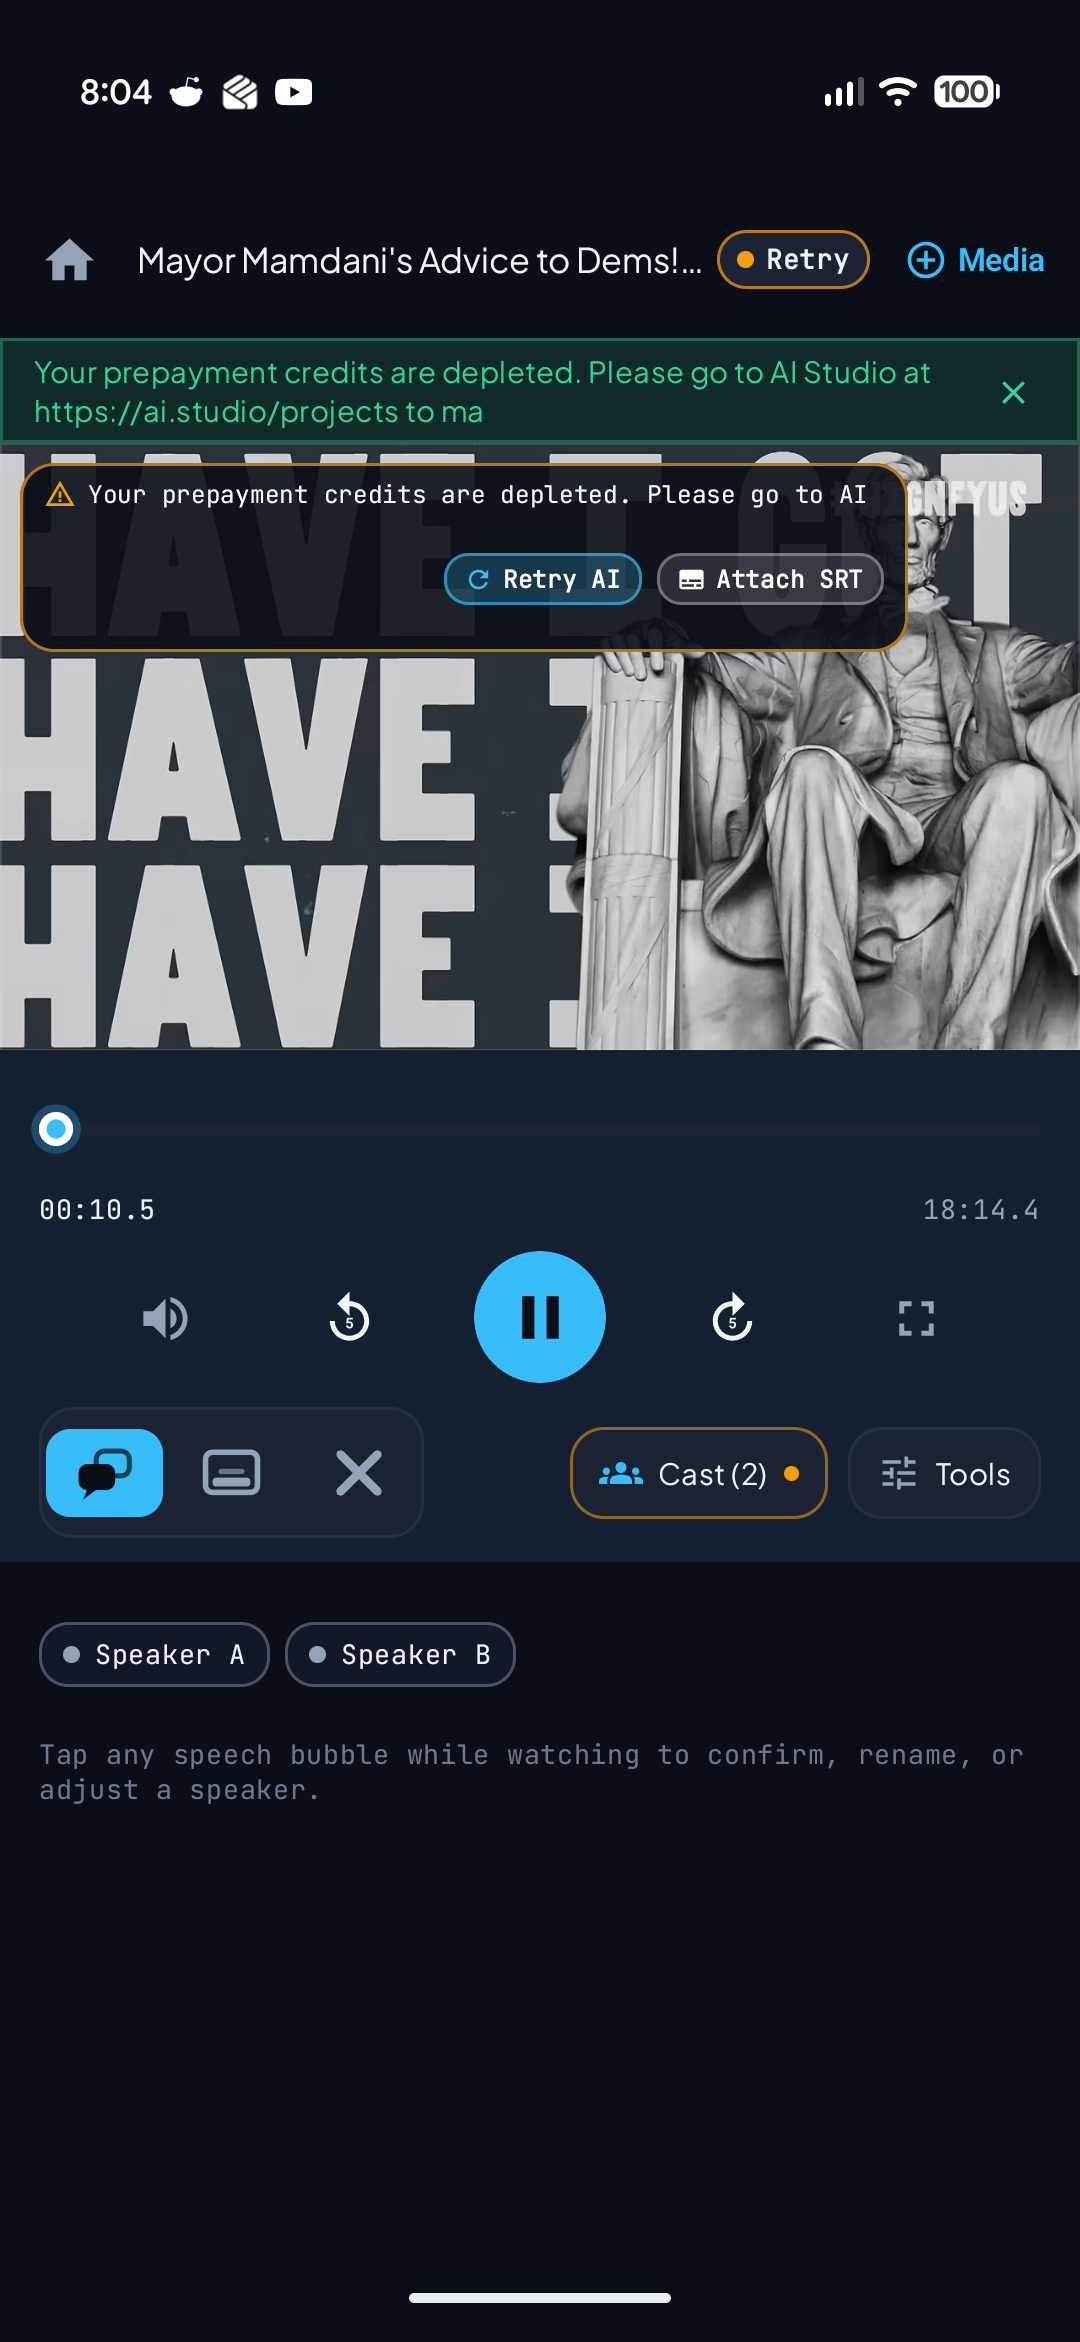 8:04
100
Mayor Mamdani's Advice to Dems!...
Retry
Media
Your prepayment credits are depleted. Please go to AI Studio at
https://ai.studio/projects to ma
Your prepayment credits are depleted. Please go to AI
Retry AI
Attach SRT
HAVE I GOT
GNFYUS
HAVE I
HAVE I
00:10.5
18:14.4
5
5
Cast (2)
Tools
Speaker A
Speaker B
Tap any speech bubble while watching to confirm, rename, or
adjust a speaker.